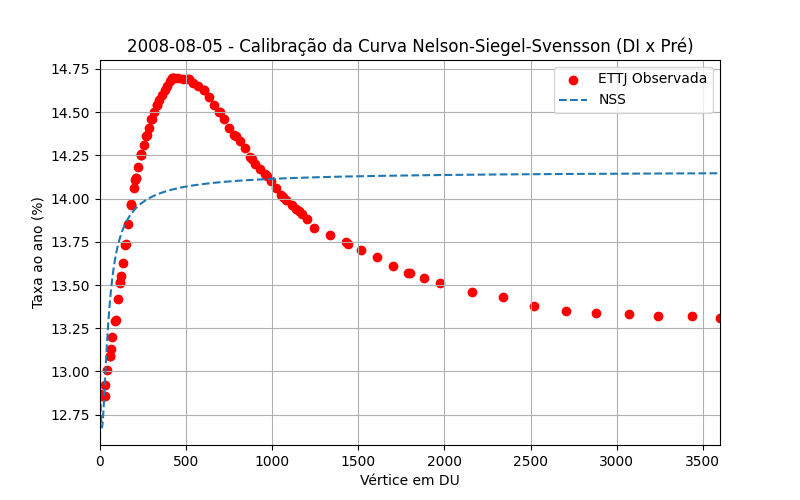 2008-08-05 - Calibração da Curva Nelson-Siegel-Svensson (DI x Pré)
ETTJ Observada
NSS
Taxa ao ano (%)
14.75
14.50
14.25
14.00
13.75
13.50
13.25
13.00
12.75
0 500 1000 1500 2000 2500 3000 3500
Vértice em DU